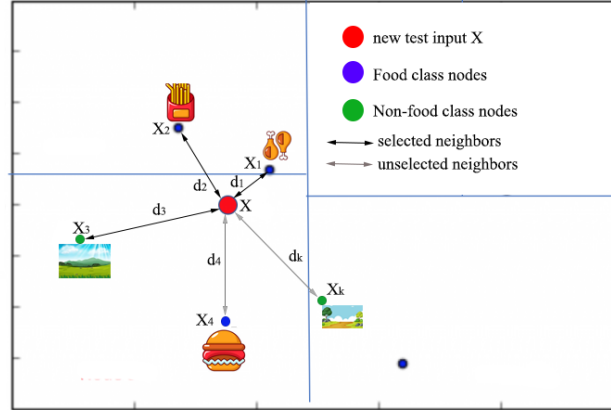 new test input X
Food class nodes
Non-food class nodes
selected neighbors
unselected neighbors
X2
X1
d2
d1
X
d3
X3
d4
dk
X4
Xk